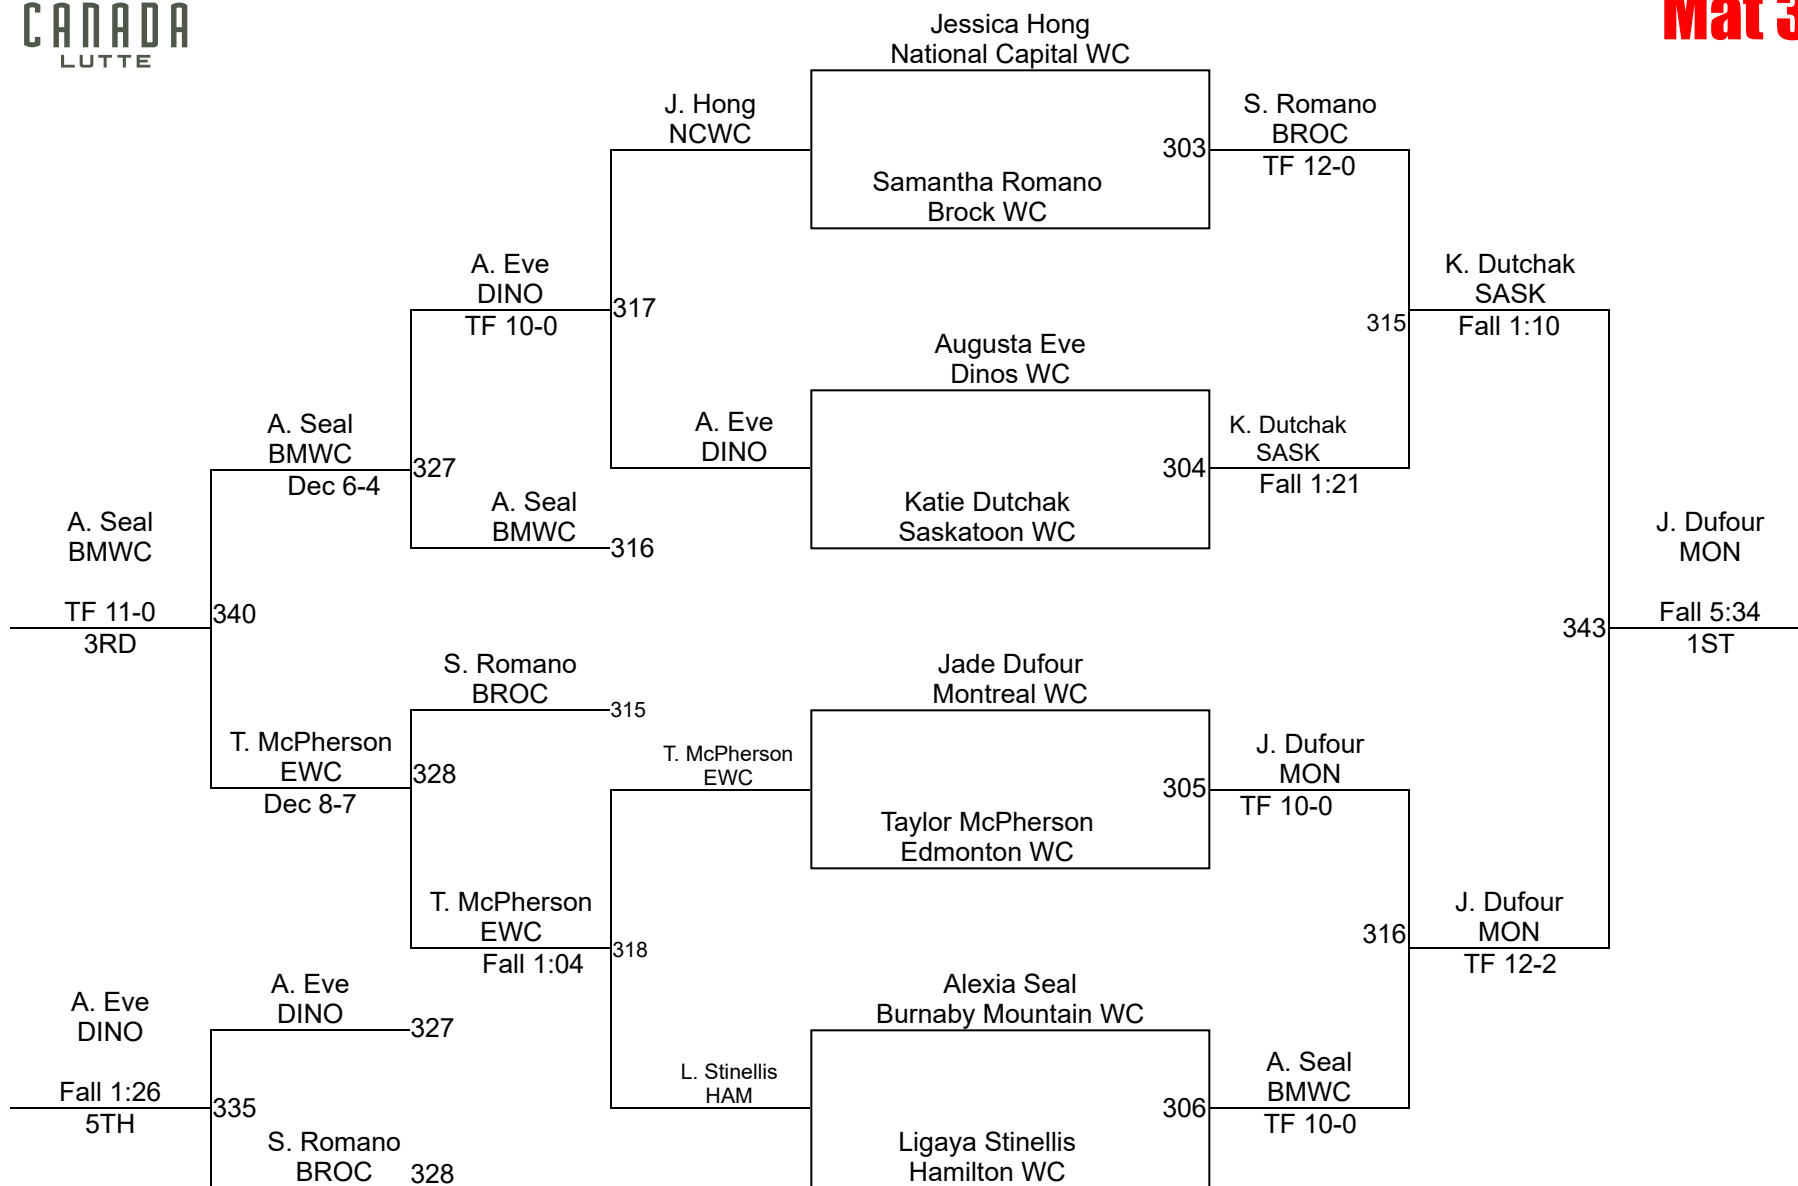 CANADA
LUTTE
Mat 3
Jessica Hong
National Capital WC
J. Hong
NCWC
303
S. Romano
BROC
TF 12-0
Samantha Romano
Brock WC
A. Eve
DINO
TF 10-0
317
K. Dutchak
SASK
Fall 1:10
315
Augusta Eve
Dinos WC
A. Seal
BMWC
Dec 6-4
327
A. Eve
DINO
304
K. Dutchak
SASK
Fall 1:21
A. Seal
BMWC
316
Katie Dutchak
Saskatoon WC
A. Seal
BMWC
TF 11-0
3RD
340
J. Dufour
MON
Fall 5:34
1ST
343
S. Romano
BROC
315
Jade Dufour
Montreal WC
T. McPherson
EWC
Dec 8-7
328
T. McPherson
EWC
305
J. Dufour
MON
TF 10-0
Taylor McPherson
Edmonton WC
T. McPherson
EWC
Fall 1:04
318
316
J. Dufour
MON
TF 12-2
A. Eve
DINO
327
Alexia Seal
Burnaby Mountain WC
A. Eve
DINO
Fall 1:26
5TH
335
L. Stinellis
HAM
306
A. Seal
BMWC
TF 10-0
S. Romano
BROC
328
Ligaya Stinellis
Hamilton WC